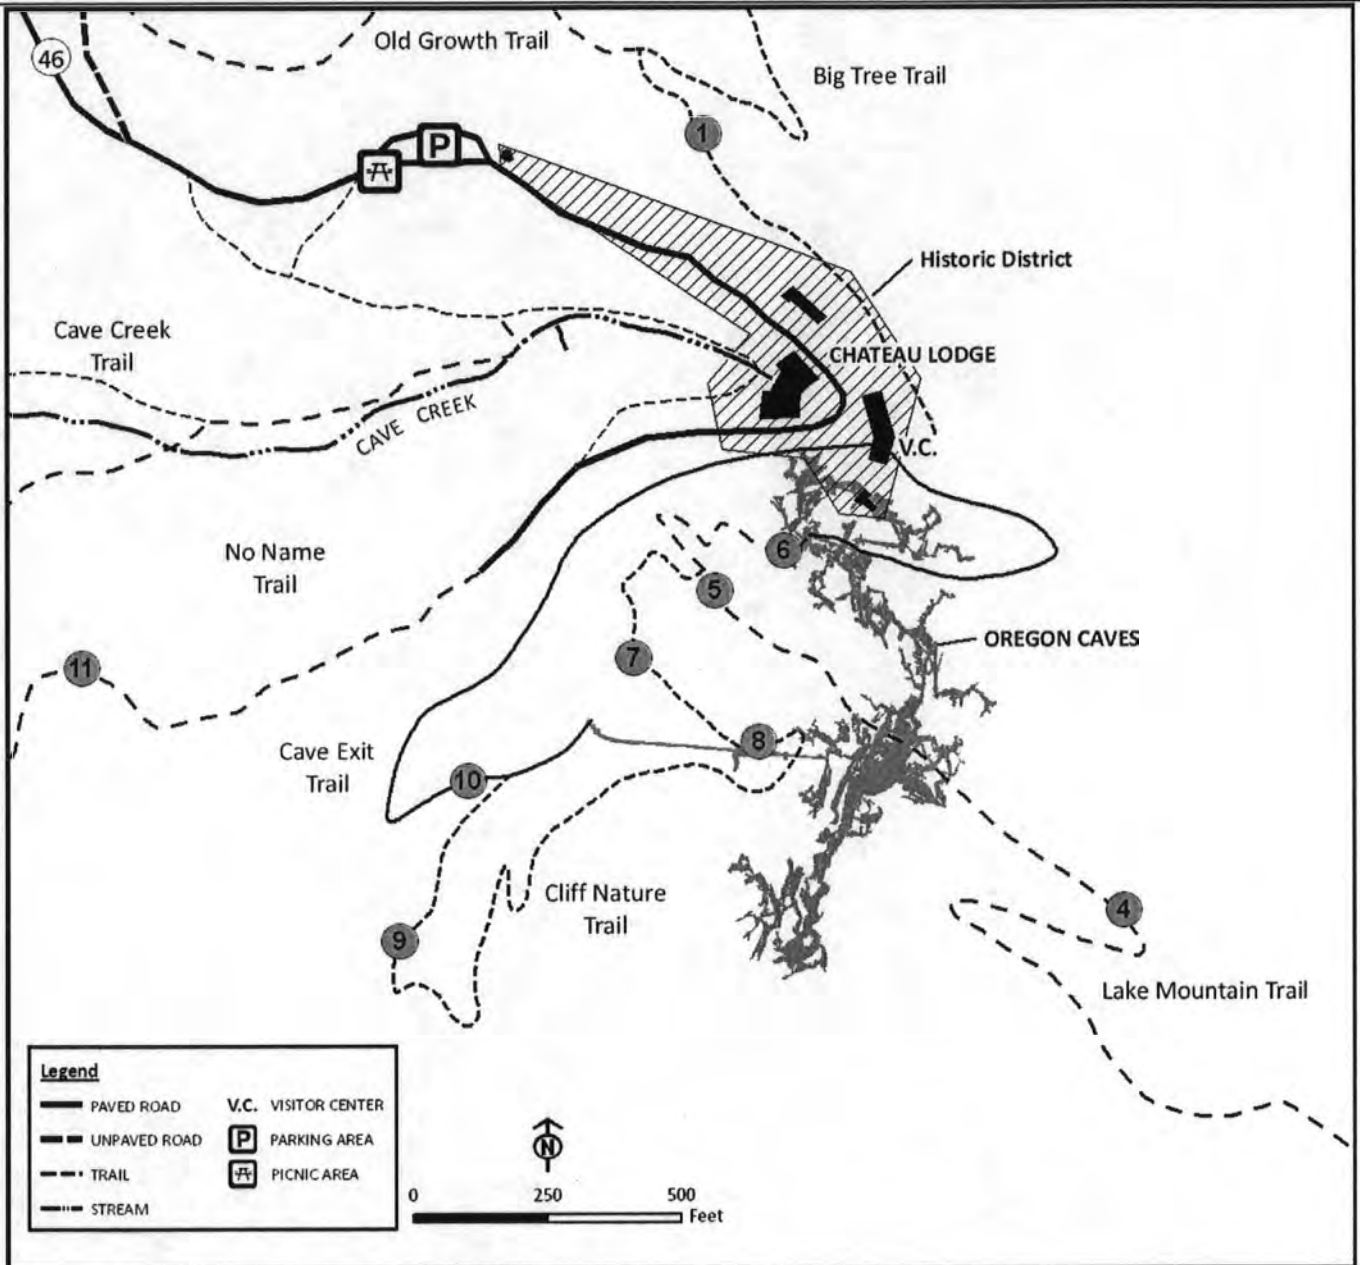 Old Growth Trail
46
Big Tree Trail
1
P
Historic District
Cave Creek
Trail
CHATEAU LODGE
CAVE CREEK
V.C.
No Name
Trail
6
5
OREGON CAVES
7
11
8
Cave Exit
Trail
10
Cliff Nature
Trail
4
9
Lake Mountain Trail
Legend
PAVED ROAD
V.C. VISITOR CENTER
UNPAVED ROAD
P PARKING AREA
TRAIL
PICNIC AREA
STREAM
N
0 250 500
Feet